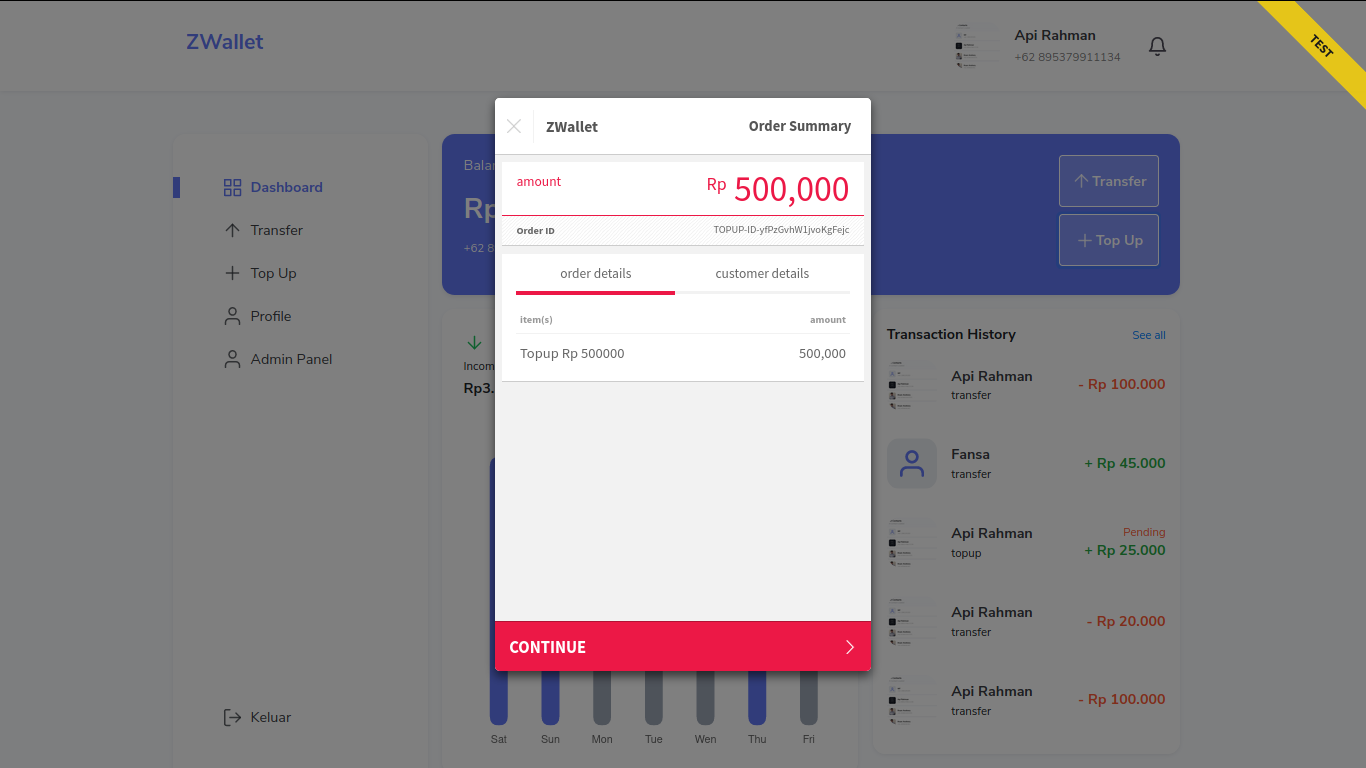 ZWallet
Api Rahman
+62 895379911134
TEST
Dashboard
Transfer
Top Up
Profile
Admin Panel
Keluar
Balan
Rp
+62 8
Transfer
Top Up
ZWallet
Order Summary
amount
Rp 500,000
Order ID
TOPUP-ID-yfPzGvhW1jvoKgFejc
order details
customer details
item(s)
amount
Topup Rp 500000
500,000
CONTINUE
Incom
Rp3.
Sat
Sun
Mon
Tue
Wen
Thu
Fri
Transaction History
See all
Api Rahman
transfer
- Rp 100.000
Fansa
transfer
+ Rp 45.000
Api Rahman
topup
Pending
+ Rp 25.000
Api Rahman
transfer
- Rp 20.000
Api Rahman
transfer
- Rp 100.000